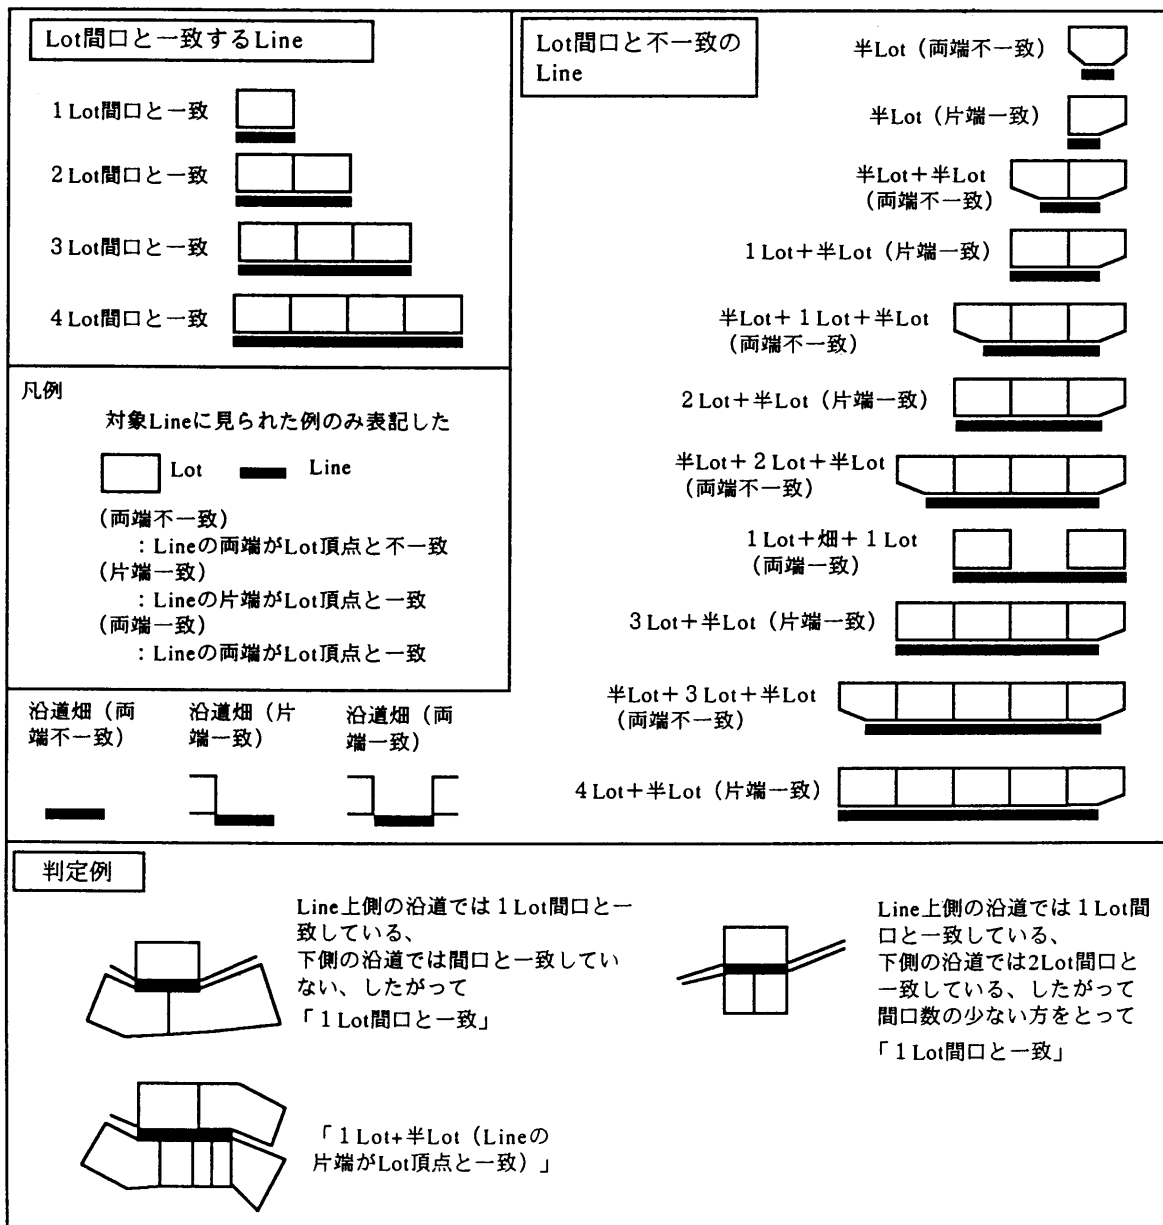 Lot間口と一致するLine
1 Lot間口と一致
2 Lot間口と一致
3 Lot間口と一致
4 Lot間口と一致
凡例
対象Lineに見られた例のみ表記した
Lot
Line
(両端不一致)
：Lineの両端がLot頂点と不一致
(片端一致)
：Lineの片端がLot頂点と一致
(両端一致)
：Lineの両端がLot頂点と一致
沿道畑（両
端不一致）
沿道畑（片
端一致）
沿道畑（両
端一致）
Lot間口と不一致の
Line
半Lot（両端不一致）
半Lot（片端一致）
半Lot＋半Lot
（両端不一致）
1 Lot＋半Lot（片端一致）
半Lot＋1 Lot＋半Lot
（両端不一致）
2 Lot＋半Lot（片端一致）
半Lot＋2 Lot＋半Lot
（両端不一致）
1 Lot＋畑＋1 Lot
（両端一致）
3 Lot＋半Lot（片端一致）
半Lot＋3 Lot＋半Lot
（両端不一致）
4 Lot＋半Lot（片端一致）
判定例
Line上側の沿道では1 Lot間口と一
致している、
下側の沿道では間口と一致してい
ない、したがって
「1 Lot間口と一致」
Line上側の沿道では1 Lot間
口と一致している、
下側の沿道では2Lot間口と
一致している、したがって
間口数の少ない方をとって
「1 Lot間口と一致」
「1 Lot+半Lot（Lineの
片端がLot頂点と一致）」